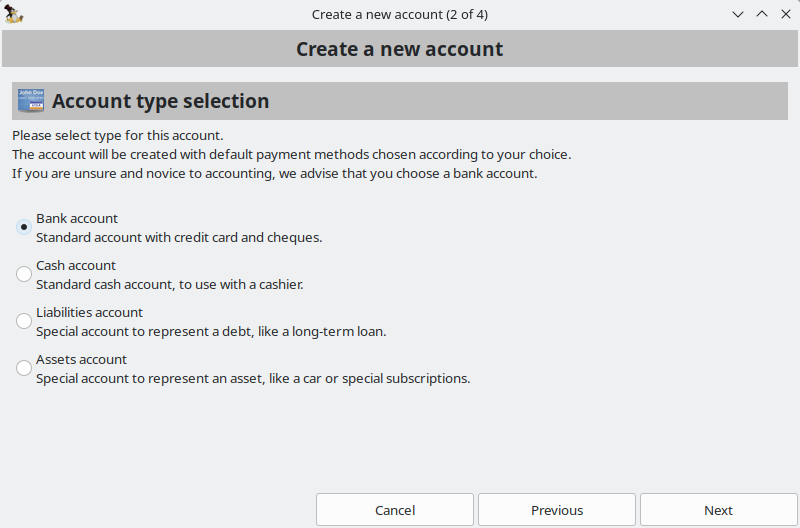 Create a new account (2 of 4)
Create a new account
Account type selection
Please select type for this account.
The account will be created with default payment methods chosen according to your choice.
If you are unsure and novice to accounting, we advise that you choose a bank account.
Bank account
Standard account with credit card and cheques.
Cash account
Standard cash account, to use with a cashier.
Liabilities account
Special account to represent a debt, like a long-term loan.
Assets account
Special account to represent an asset, like a car or special subscriptions.
Cancel
Previous
Next